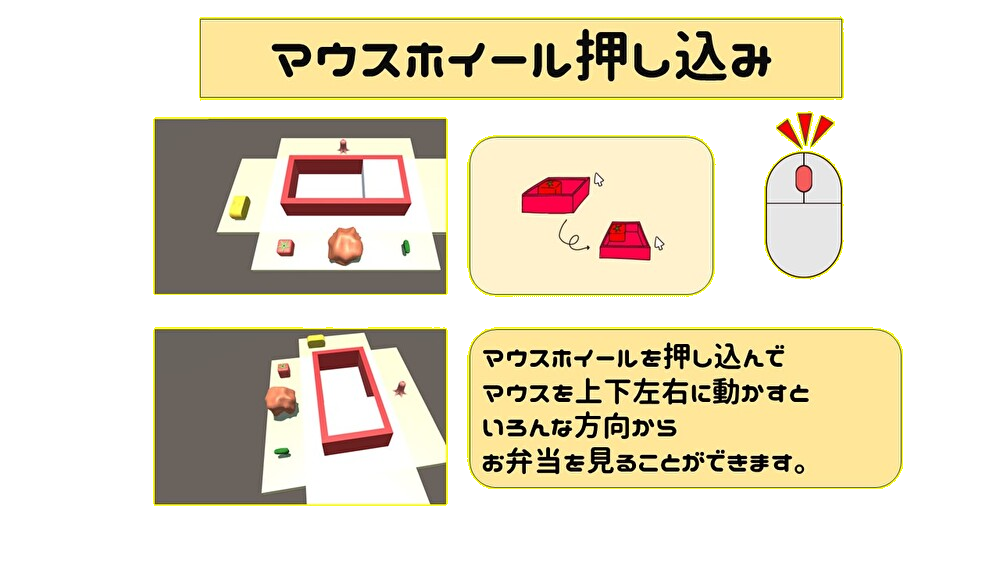 マウスホイール押し込み
マウスホイールを押し込んで
マウスを上下左右に動かすと
いろんな方向から
お弁当を見ることができます。